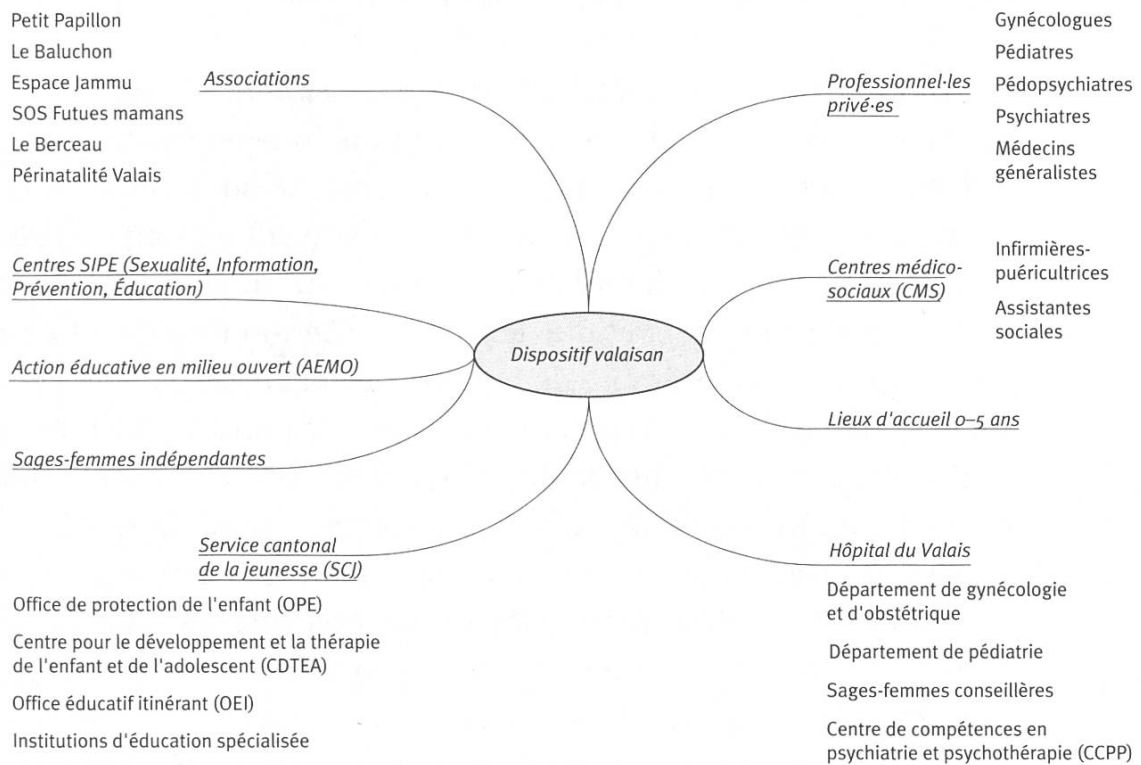 Petit Papillon
Le Baluchon
Espace Jammu
SOS Futues mamans
Le Berceau
Périnatalité Valais
Associations
Professionnel·les
privé·es
Gynécologues
Pédiatres
Pédopsychiatres
Psychiatres
Médecins
généralistes
Centres SIPE (Sexualité, Information,
Prévention, Éducation)
Centres médico-
sociaux (CMS)
Infirmières-
puéricultrices
Assistantes
sociales
Dispositif valaisan
Action éducative en milieu ouvert (AEMO)
Lieux d'accueil 0–5 ans
Sages-femmes indépendantes
Service cantonal
de la jeunesse (SCJ)
Office de protection de l'enfant (OPE)
Centre pour le développement et la thérapie
de l'enfant et de l'adolescent (CDTEA)
Office éducatif itinérant (OEI)
Institutions d'éducation spécialisée
Hôpital du Valais
Département de gynécologie
et d'obstétrique
Département de pédiatrie
Sages-femmes conseillères
Centre de compétences en
psychiatrie et psychothérapie (CCPP)